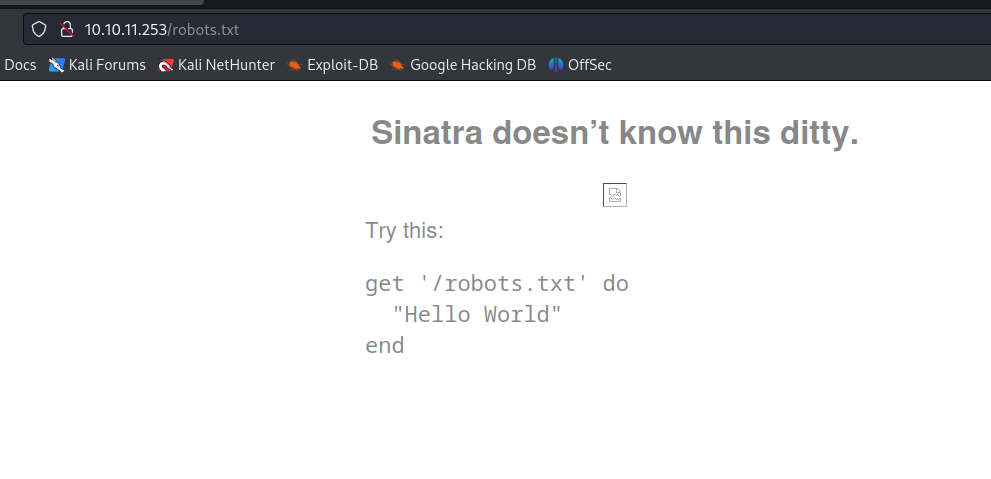 10.10.11.253/robots.txt
Docs Kali Forums Kali NetHunter Exploit-DB Google Hacking DB OffSec
Sinatra doesn’t know this ditty.
Try this:
get '/robots.txt' do
  "Hello World"
end